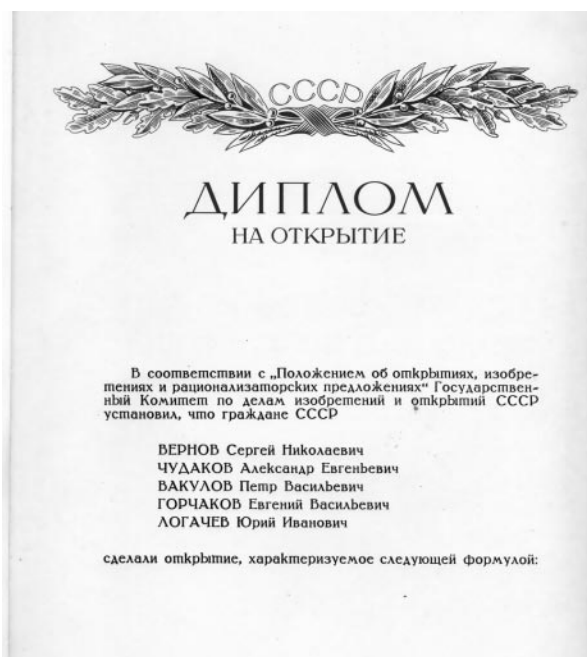 СССР
ДИПЛОМ
НА ОТКРЫТИЕ
В соответствии с „Положением об открытиях, изобре-
тениях и рационализаторских предложениях“ Государствен-
ный Комитет по делам изобретений и открытий СССР
установил, что граждане СССР
ВЕРНОВ Сергей Николаевич
ЧУДАКОВ Александр Евгеньевич
ВАКУЛОВ Петр Васильевич
ГОРЧАКОВ Евгений Васильевич
ЛОГАЧЕВ Юрий Иванович
сделали открытие, характеризуемое следующей формулой: